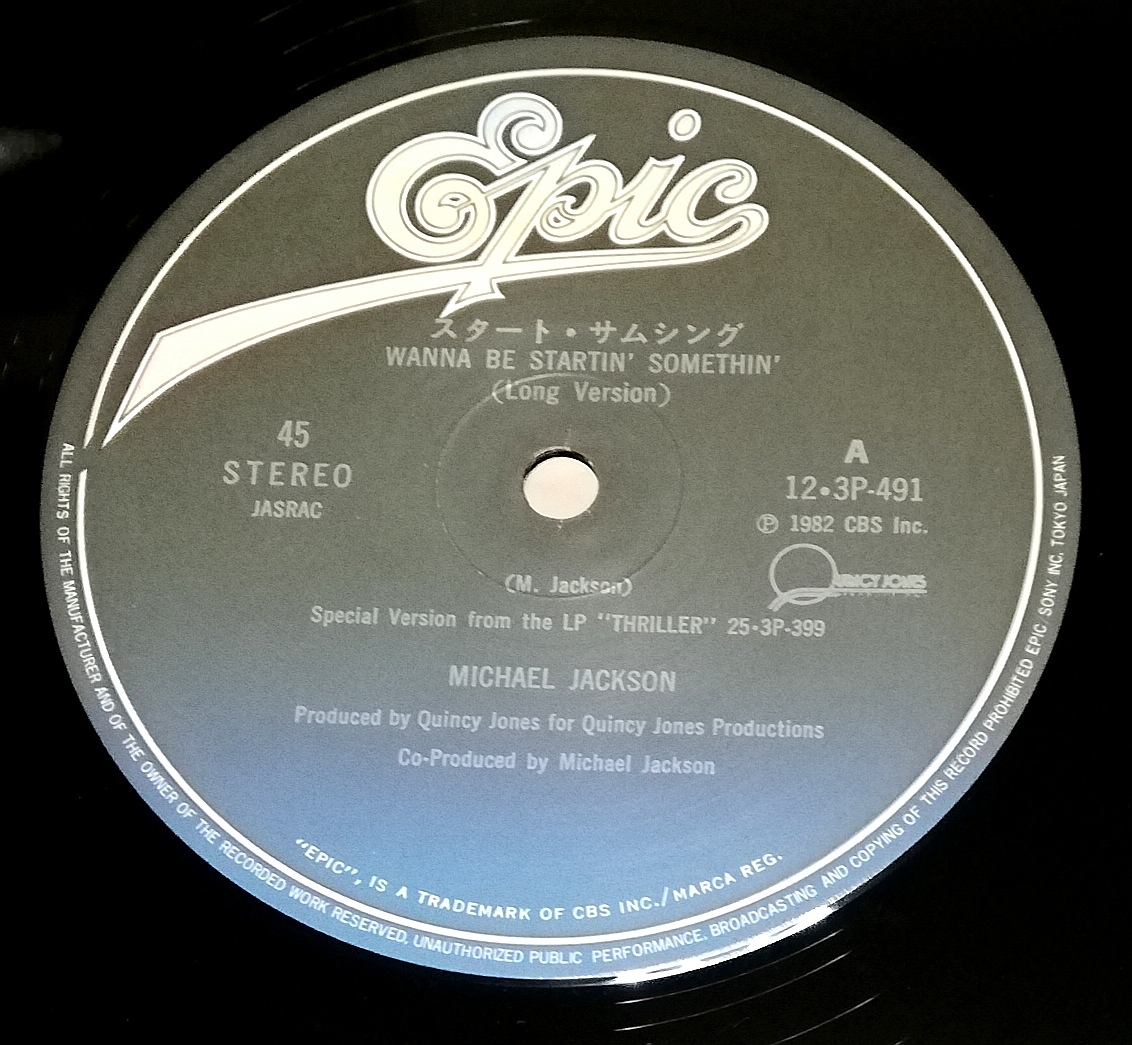 Epic
スタート・サムシング
WANNA BE STARTIN' SOMETHIN'
(Long Version)
45
STEREO
JASRAC
A
12・3P-491
Ⓟ 1982 CBS Inc.
QUINCY JONES
(M. Jackson)
Special Version from the LP "THRILLER" 25・3P-399
MICHAEL JACKSON
Produced by Quincy Jones for Quincy Jones Productions
Co-Produced by Michael Jackson
"EPIC", IS A TRADEMARK OF CBS INC./MARCA REG.
ALL RIGHTS OF THE MANUFACTURER AND OF THE OWNER OF THE RECORDED WORK RESERVED, UNAUTHORIZED PUBLIC PERFORMANCE, BROADCASTING AND COPYING OF THIS RECORD PROHIBITED EPIC/SONY INC. TOKYO JAPAN